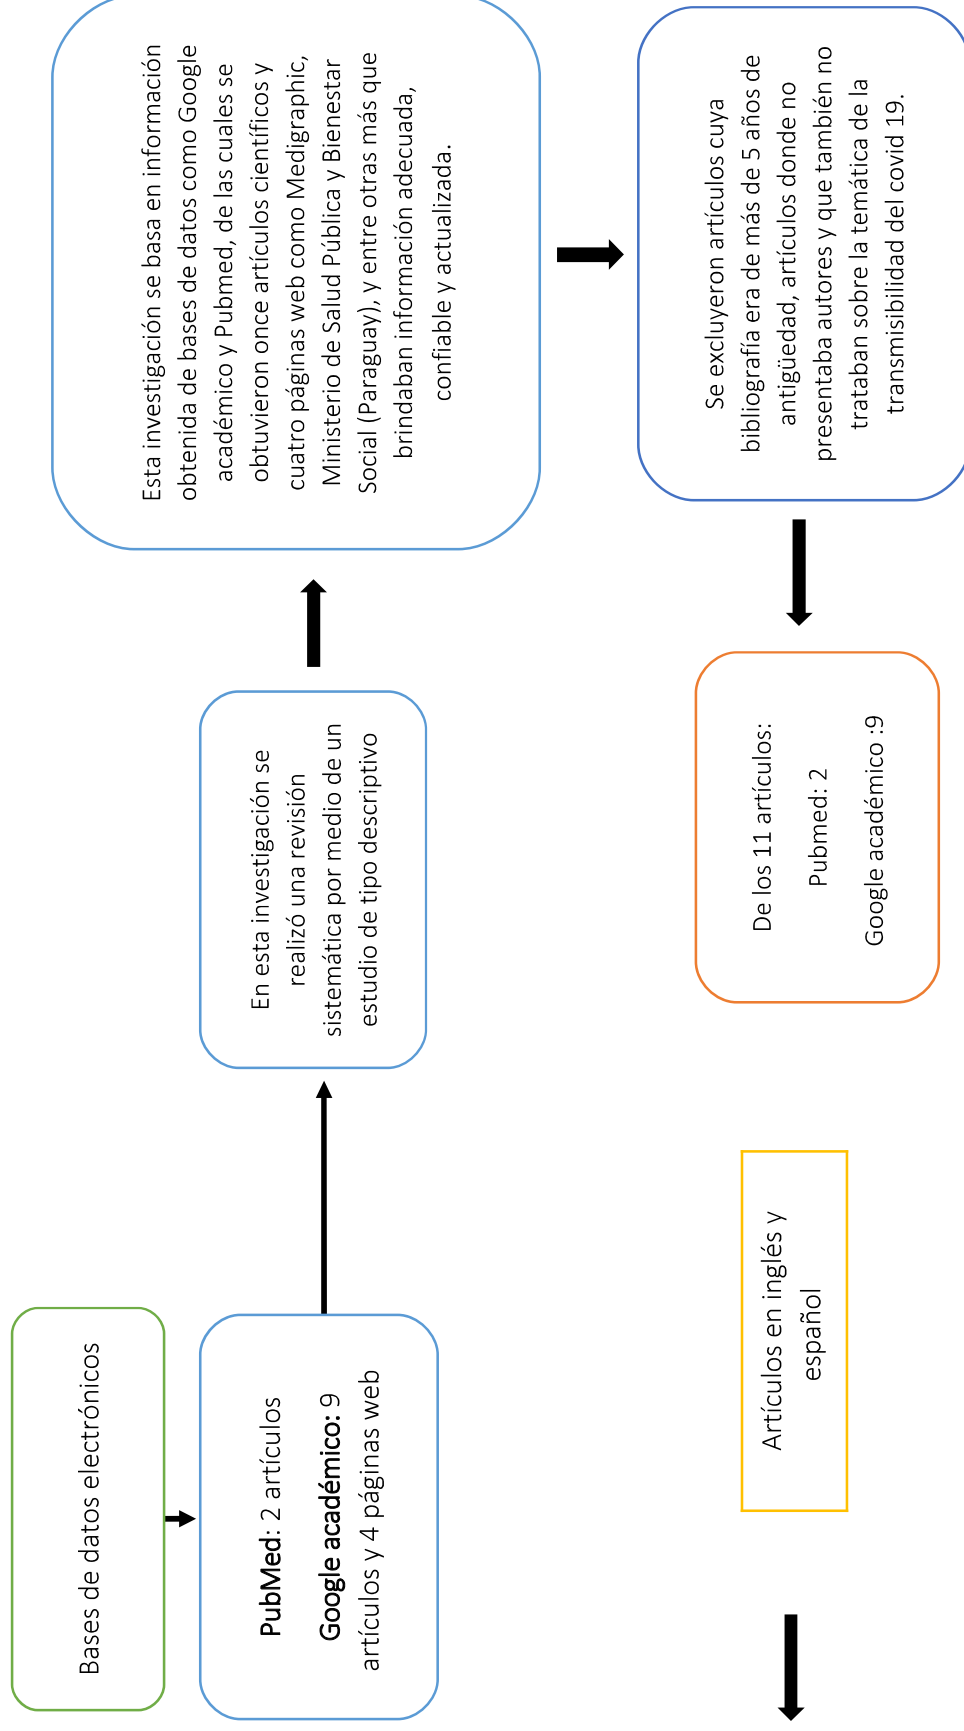 Bases de datos electrónicos
PubMed: 2 artículos
Google académico: 9
artículos y 4 páginas web
En esta investigación se
realizó una revisión
sistemática por medio de un
estudio de tipo descriptivo
Esta investigación se basa en información
obtenida de bases de datos como Google
académico y Pubmed, de las cuales se
obtuvieron once artículos científicos y
cuatro páginas web como Medigraphic,
Ministerio de Salud Pública y Bienestar
Social (Paraguay), y entre otras más que
brindaban información adecuada,
confiable y actualizada.
Se excluyeron artículos cuya
bibliografía era de más de 5 años de
antigüedad, artículos donde no
presentaba autores y que también no
trataban sobre la temática de la
transmisibilidad del covid 19.
De los 11 artículos:
Pubmed: 2
Google académico :9
Artículos en inglés y
español